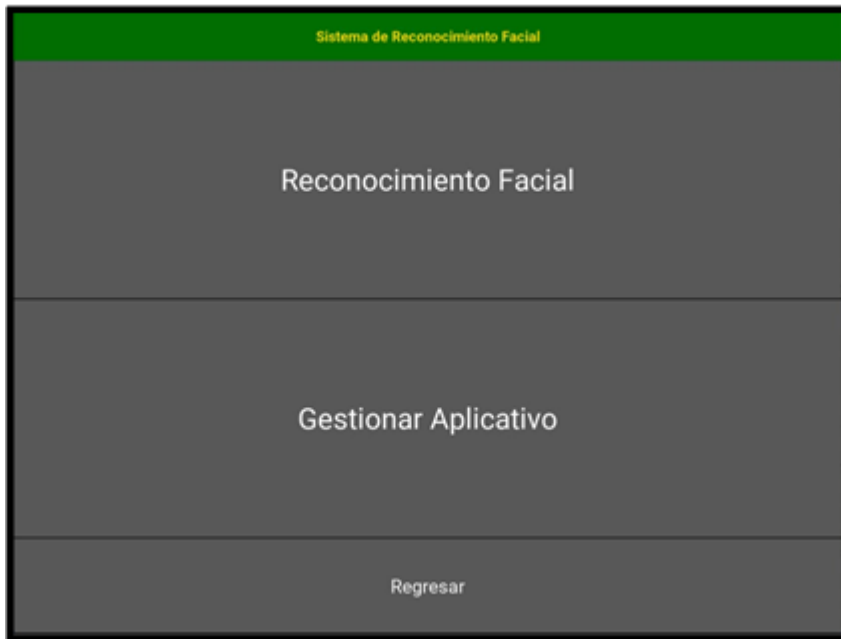 Sistema de Reconocimiento Facial
Reconocimiento Facial
Gestionar Aplicativo
Regresar